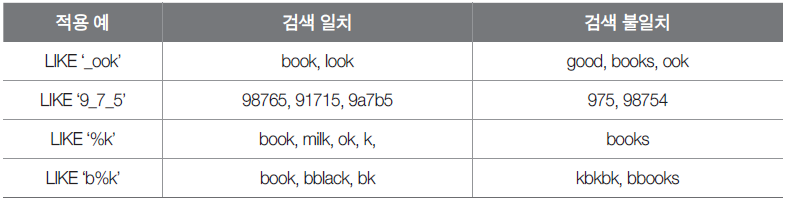 적용 예 검색 일치 검색 불일치
LIKE ‘_ook’ book, look good, books, ook
LIKE ‘9_7_5’ 98765, 91715, 9a7b5 975, 98754
LIKE ‘%k’ book, milk, ok, k, books
LIKE ‘b%k’ book, bblack, bk kbkbk, bbooks